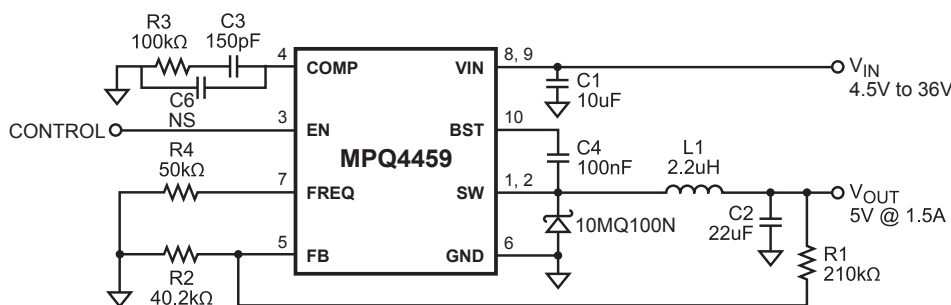 R3
100kΩ
C3
150pF
4
C6
NS
CONTROL
3
R4
50kΩ
7
5
R2
40.2kΩ
COMP
EN
FREQ
FB
MPQ4459
VIN
BST
SW
GND
8, 9
C1
10uF
VIN
4.5V to 36V
10
C4
100nF
1, 2
L1
2.2uH
10MQ100N
6
C2
22uF
VOUT
5V @ 1.5A
R1
210kΩ